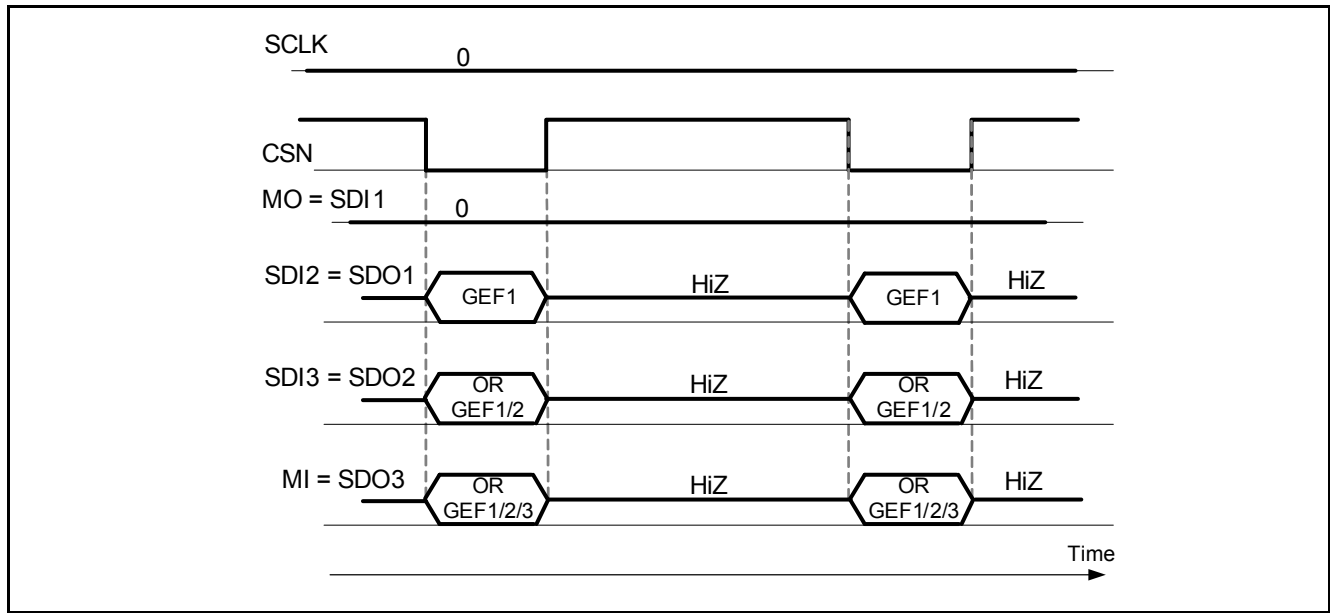 SCLK
0
CSN
MO = SDI1
0
SDI2 = SDO1
GEF1
HiZ
GEF1
HiZ
SDI3 = SDO2
OR
GEF1/2
HiZ
OR
GEF1/2
HiZ
MI = SDO3
OR
GEF1/2/3
HiZ
OR
GEF1/2/3
HiZ
Time